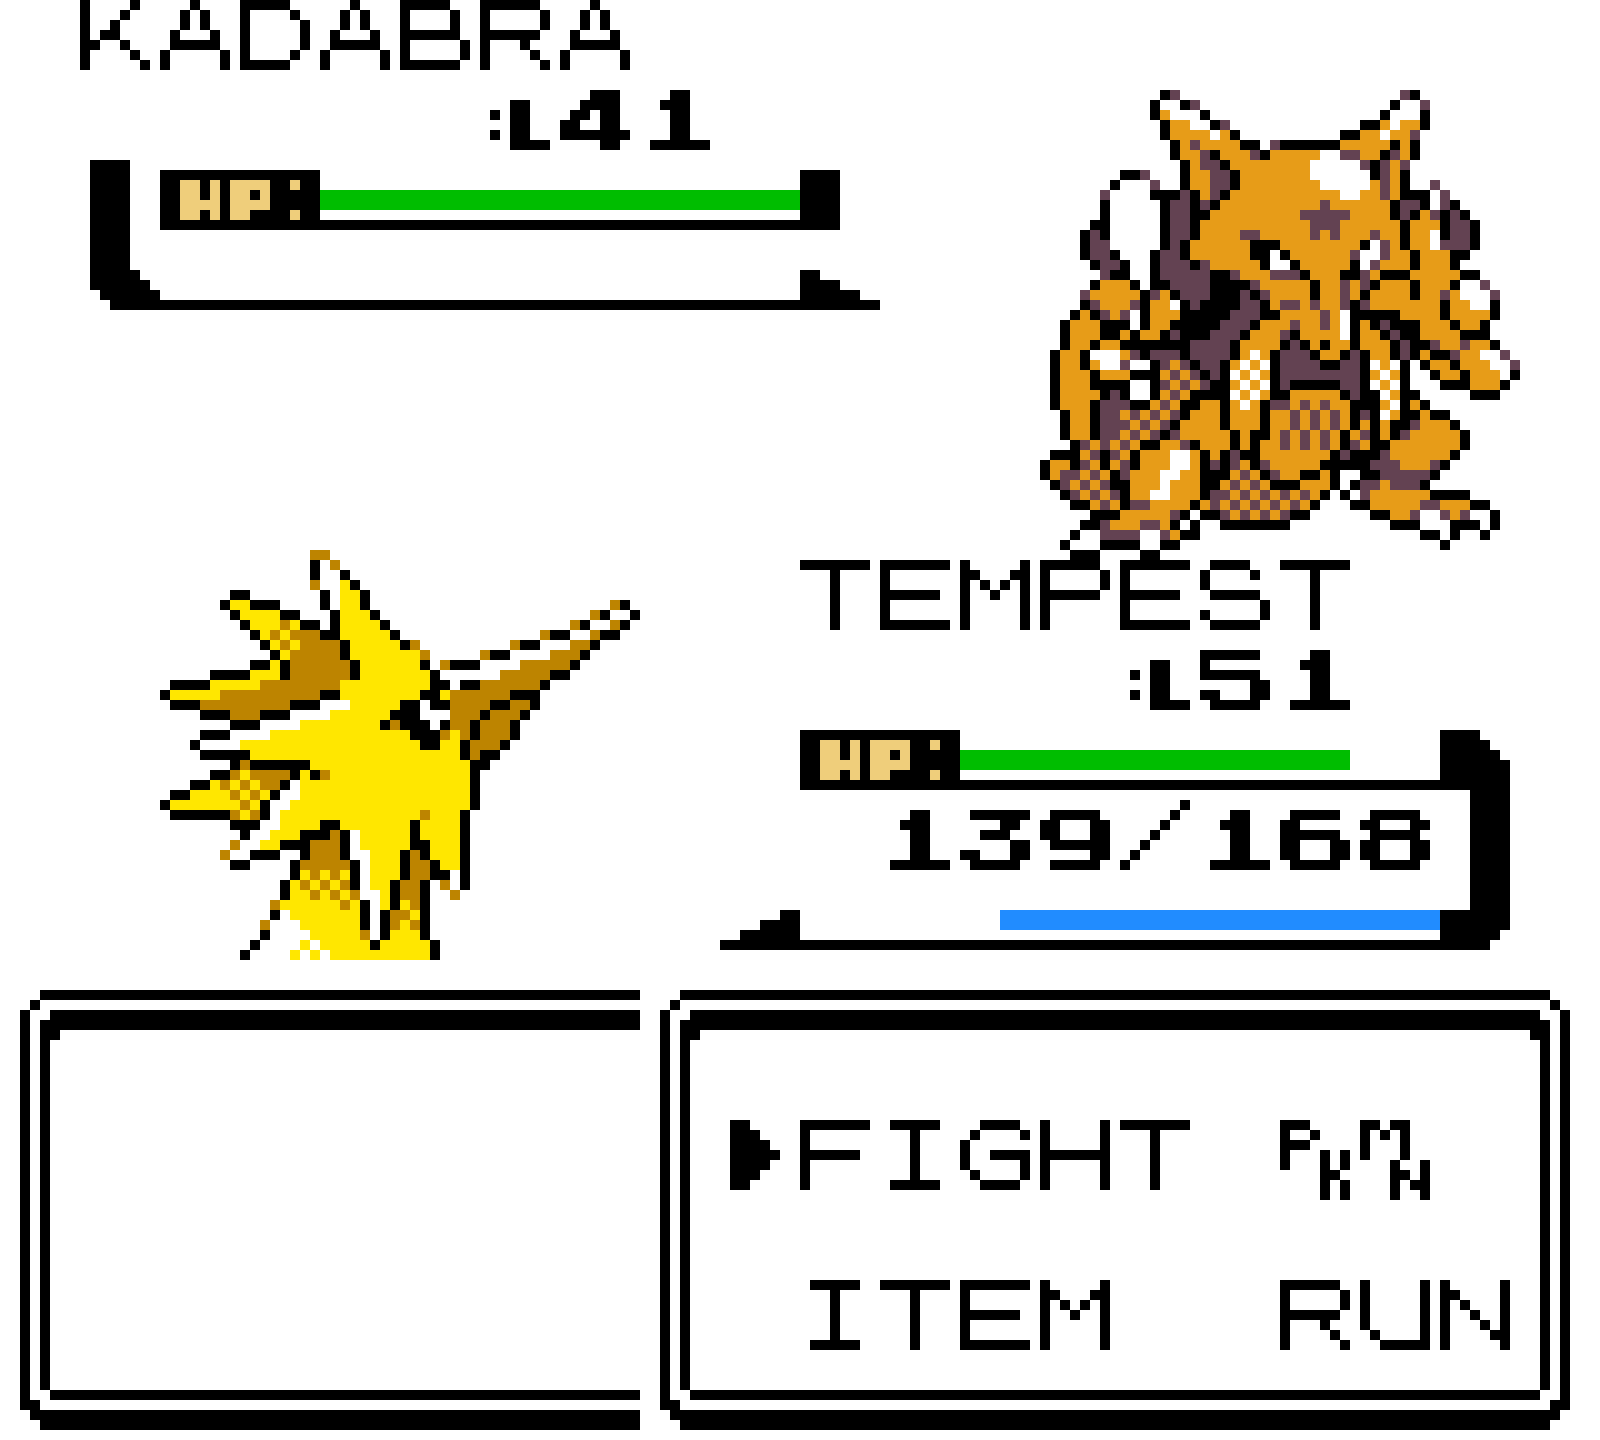 KADABRA
:L41
HP:
TEMPEST
:L51
HP:
139/168
▶FIGHT PKMN
ITEM RUN